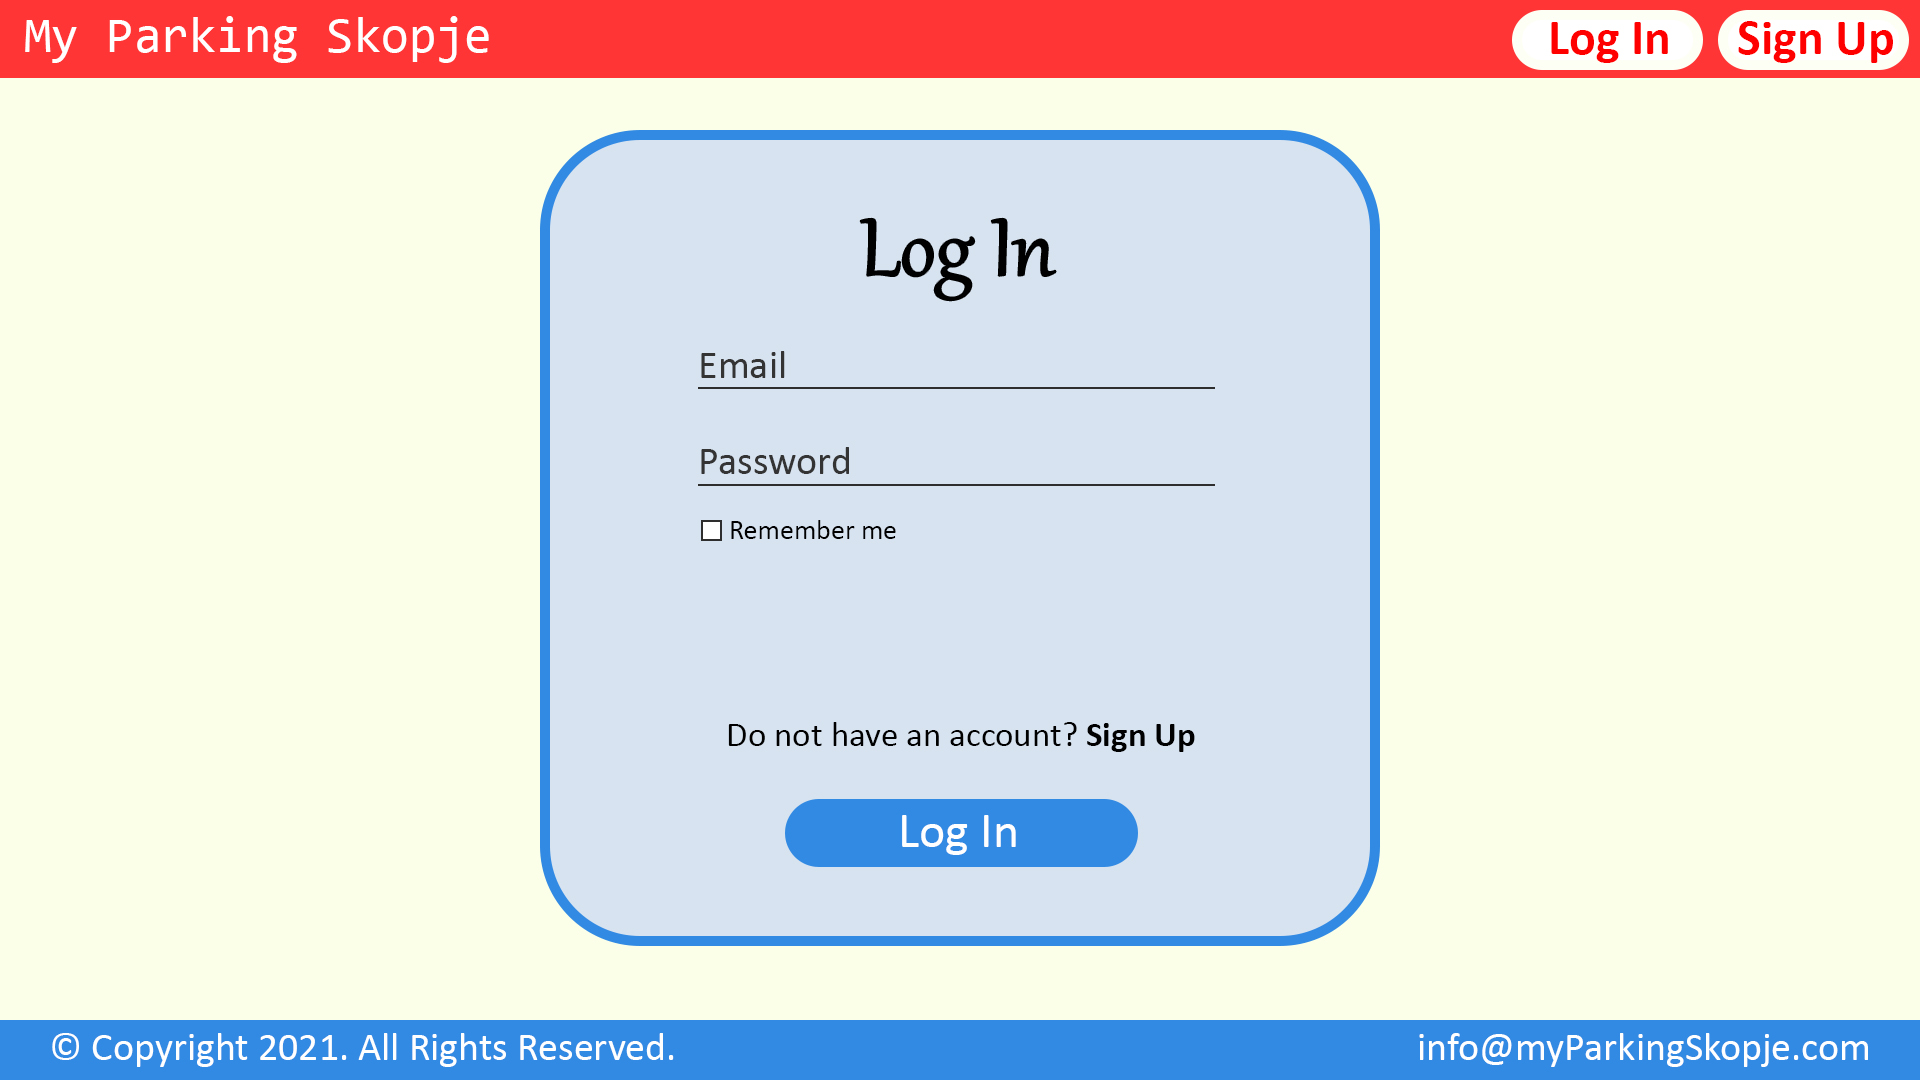 My Parking Skopje
Log In
Sign Up
Log In
Email
Password
Remember me
Do not have an account? Sign Up
Log In
© Copyright 2021. All Rights Reserved.
info@myParkingSkopje.com